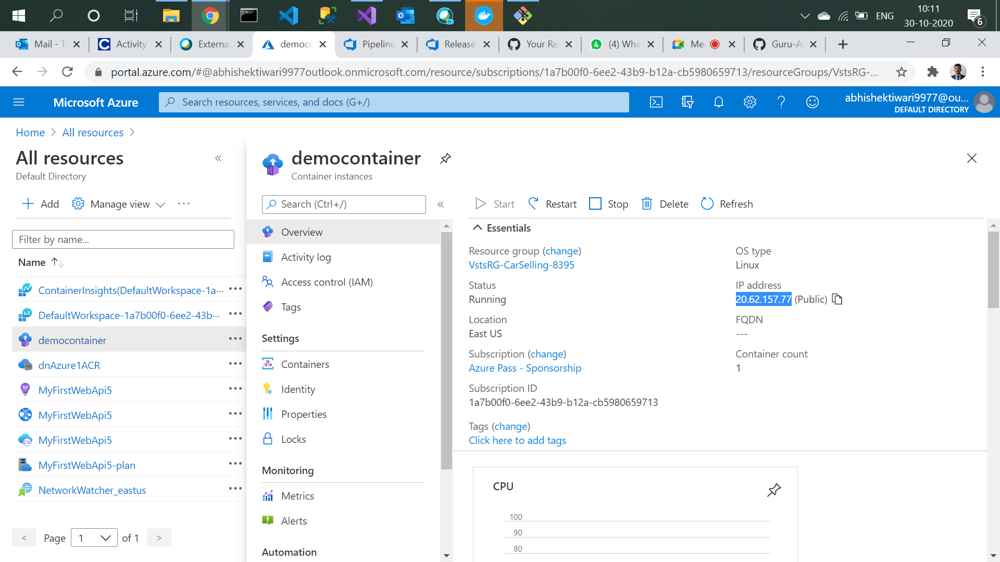 ENG
10:11
30-10-2020
6
Mail - T
Activity
External
democo
Pipeline
Release
Your Re
(4) Wha
Me
Guru-A
portal.azure.com/#@abhishektiwari9977outlook.onmicrosoft.com/resource/subscriptions/1a7b00f0-6ee2-43b9-b12a-cb5980659713/resourceGroups/VstsRG-...
Microsoft Azure
Search resources, services, and docs (G+/)
abhishektiwari9977@ou...
DEFAULT DIRECTORY
Home > All resources >
All resources
Default Directory
«
Add
Manage view
...
Filter by name...
Name
ContainerInsights(DefaultWorkspace-1a...
DefaultWorkspace-1a7b00f0-6ee2-43b...
democontainer
dnAzure1ACR
MyFirstWebApi5
MyFirstWebApi5
MyFirstWebApi5
MyFirstWebApi5-plan
NetworkWatcher_eastus
< Page 1 of 1 >
democontainer
Container instances
Search (Ctrl+/)
«
Overview
Activity log
Access control (IAM)
Tags
Settings
Containers
Identity
Properties
Locks
Monitoring
Metrics
Alerts
Automation
Start
Restart
Stop
Delete
Refresh
Essentials
Resource group (change)
VstsRG-CarSelling-8395
Status
Running
Location
East US
Subscription (change)
Azure Pass - Sponsorship
Subscription ID
1a7b00f0-6ee2-43b9-b12a-cb5980659713
Tags (change)
Click here to add tags
OS type
Linux
IP address
20.62.157.77 (Public)
FQDN
---
Container count
1
CPU
100
90
80